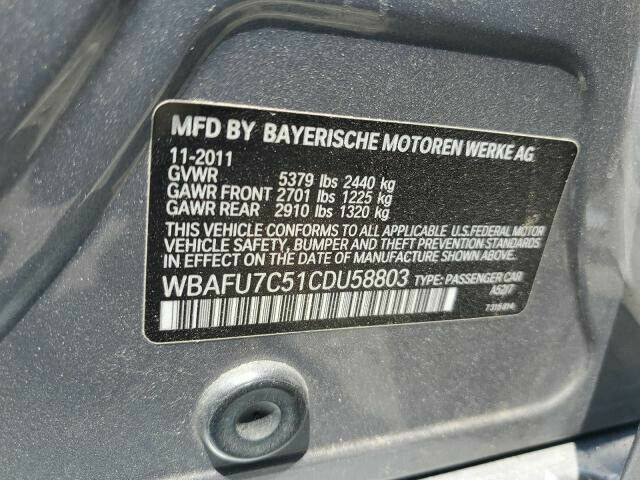 MFD BY BAYERISCHE MOTOREN WERKE AG
11-2011
GVWR 5379 lbs 2440 kg
GAWR FRONT 2701 lbs 1225 kg
GAWR REAR 2910 lbs 1320 kg
THIS VEHICLE CONFORMS TO ALL APPLICABLE U.S.FEDERAL MOTOR
VEHICLE SAFETY, BUMPER AND THEFT PREVENTION STANDARDS
IN EFFECT ON THE DATE OF MANUFACTURE SHOWN ABOVE.
WBAFU7C51CDU58803 TYPE: PASSENGER CAR
A52/7